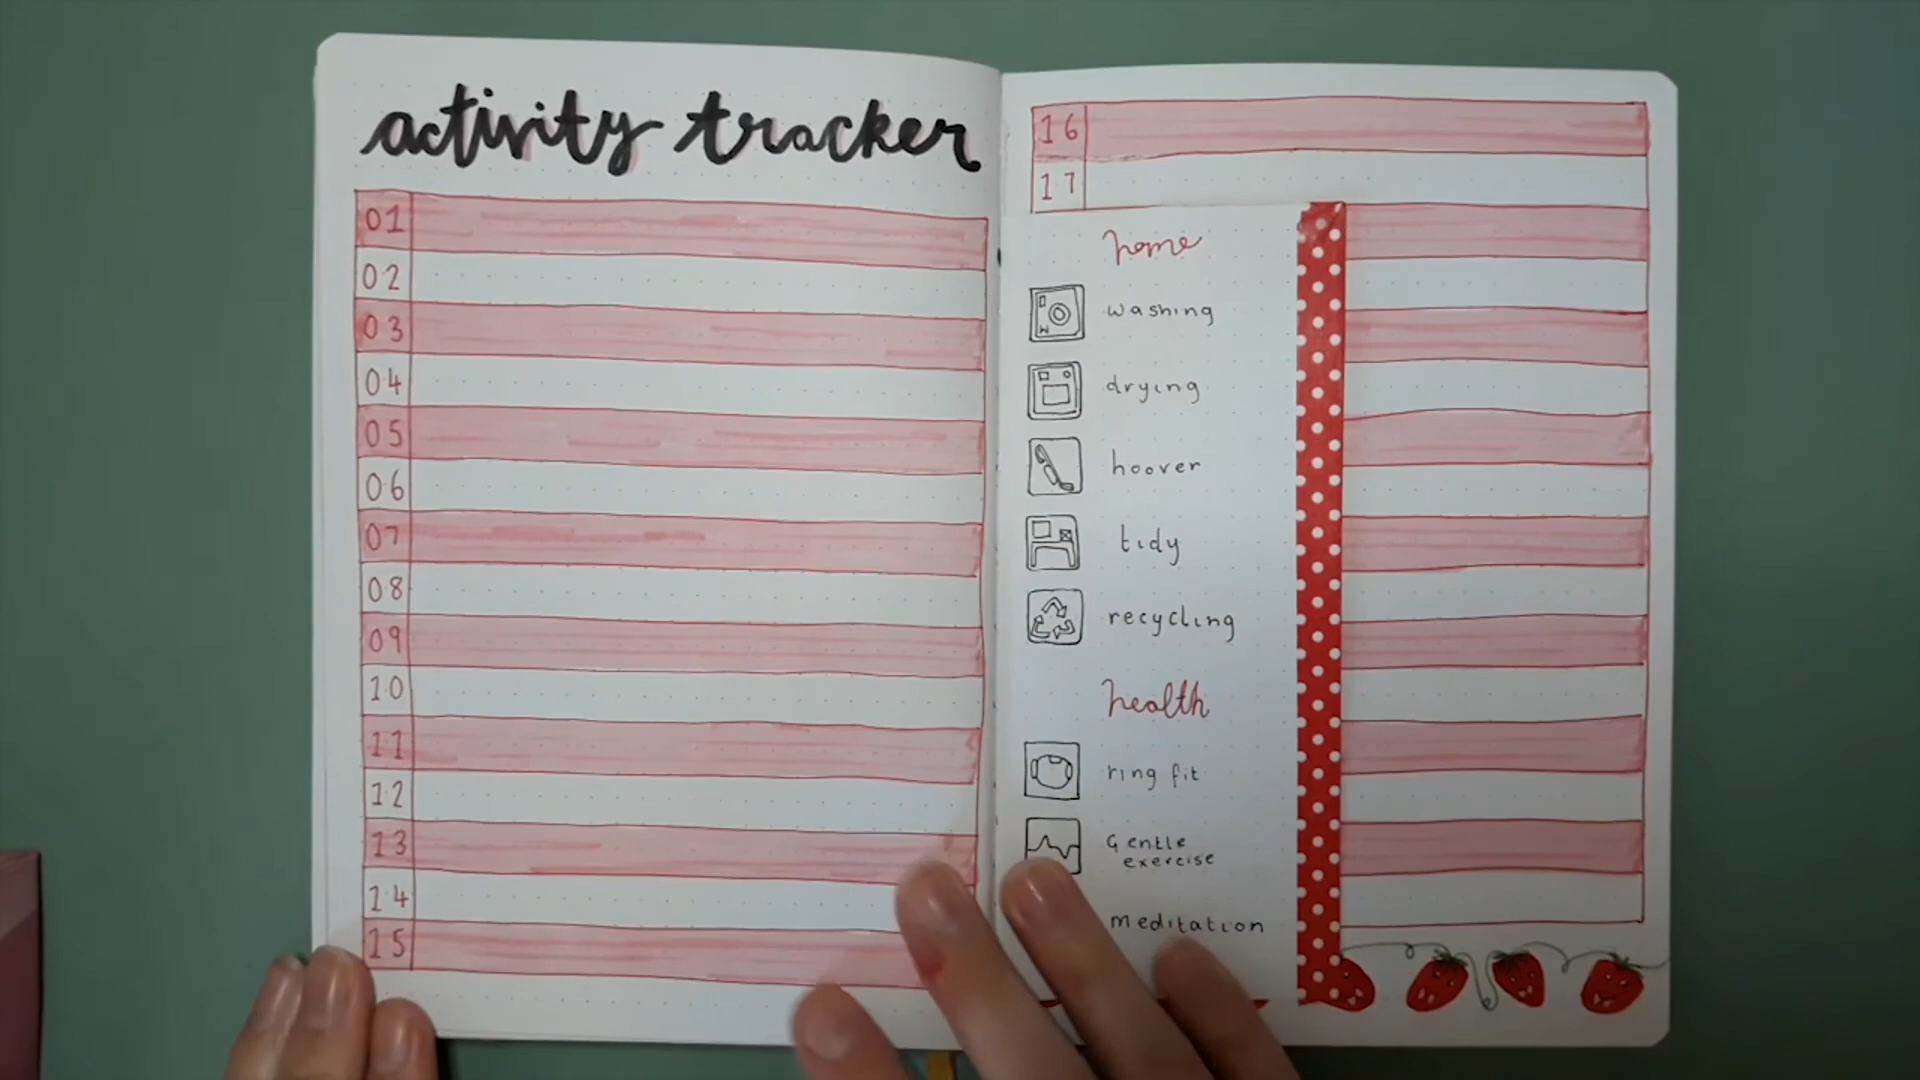 activity tracker
01
02
03
04
05
06
07
08
09
10
11
12
13
14
15
16
17
home
W
washing
drying
hoover
tidy
recycling
health
ring fit
Gentle
exercise
meditation